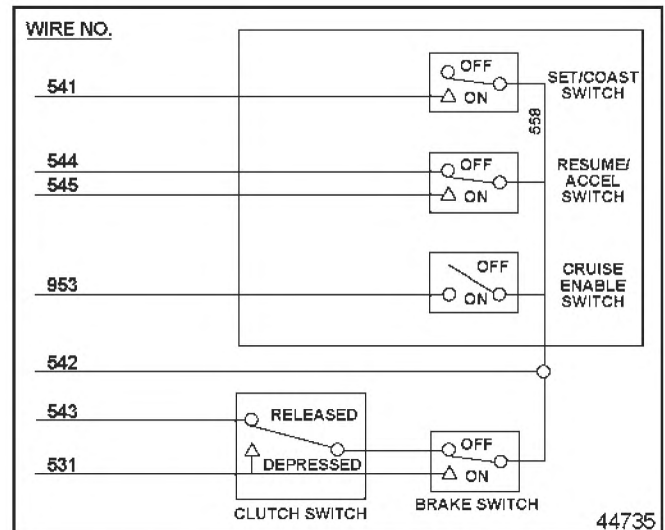 WIRE NO.
541
OFF
ON
SET/COAST
SWITCH
558
544
545
OFF
ON
RESUME/
ACCEL
SWITCH
953
OFF
ON
CRUISE
ENABLE
SWITCH
542
543
531
RELEASED
DEPRESSED
CLUTCH SWITCH
OFF
ON
BRAKE SWITCH
44735